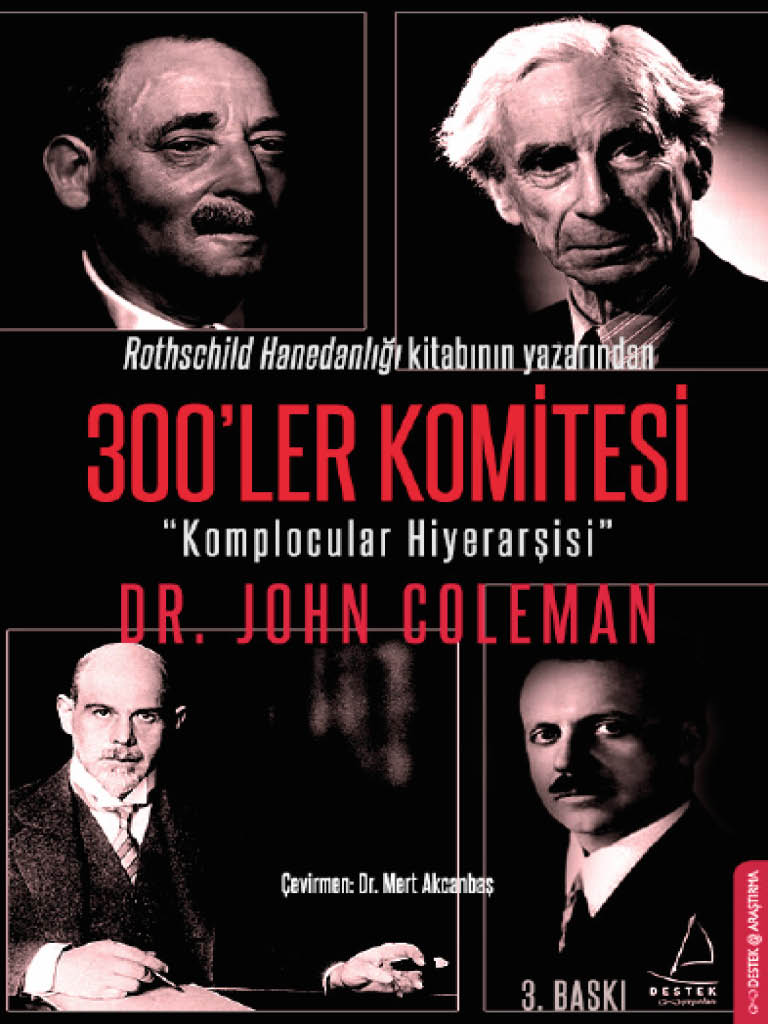 Rothschild Hanedanlığı kitabının yazarından
300'LER KOMİTESİ
“Komplocular Hiyerarşisi”
DR. JOHN COLEMAN
Çevirmen: Dr. Mert Akcanbaş
3. BASKI
DESTEK
yayınları
DESTEK @ ARAŞTIRMA